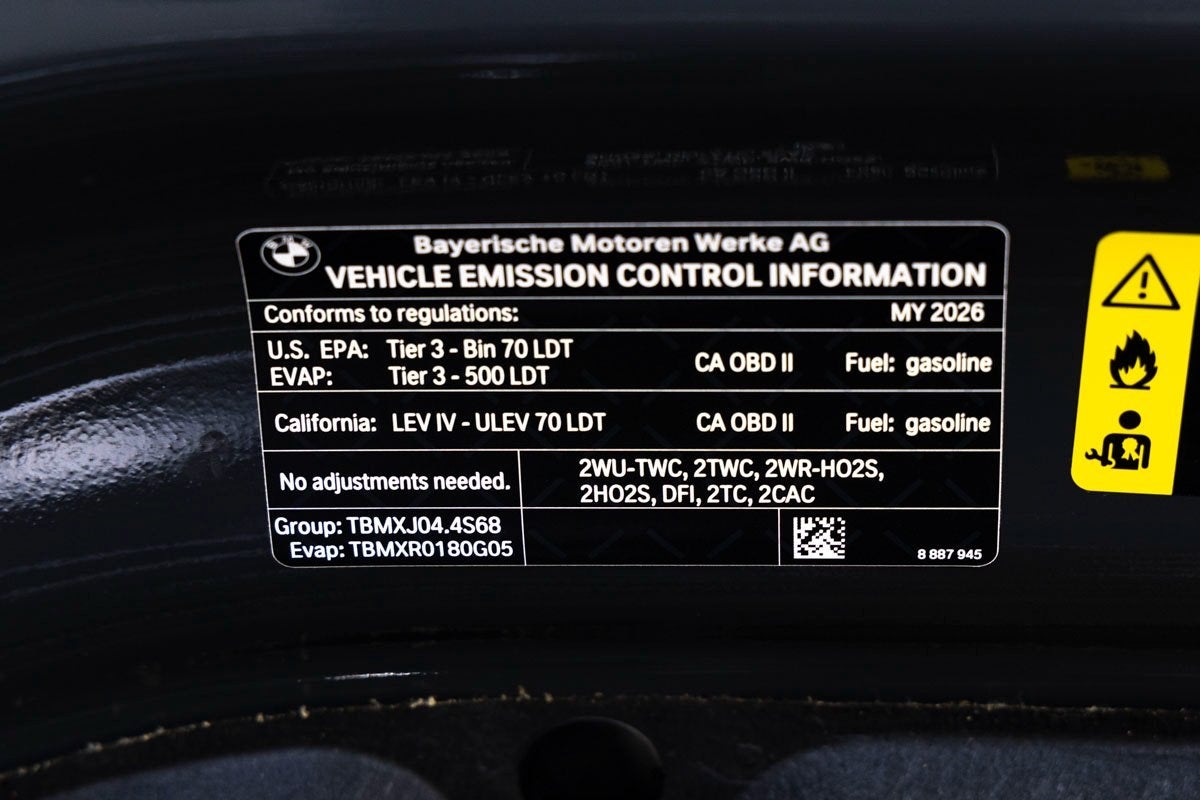 Bayerische Motoren Werke AG
VEHICLE EMISSION CONTROL INFORMATION
Conforms to regulations: MY 2026
U.S. EPA: Tier 3 - Bin 70 LDT
EVAP: Tier 3 - 500 LDT
CA OBD II Fuel: gasoline
California: LEV IV - ULEV 70 LDT CA OBD II Fuel: gasoline
No adjustments needed.
2WU-TWC, 2TWC, 2WR-HO2S,
2HO2S, DFI, 2TC, 2CAC
Group: TBMXJ04.4S68
Evap: TBMXR0180G05
8 887 945